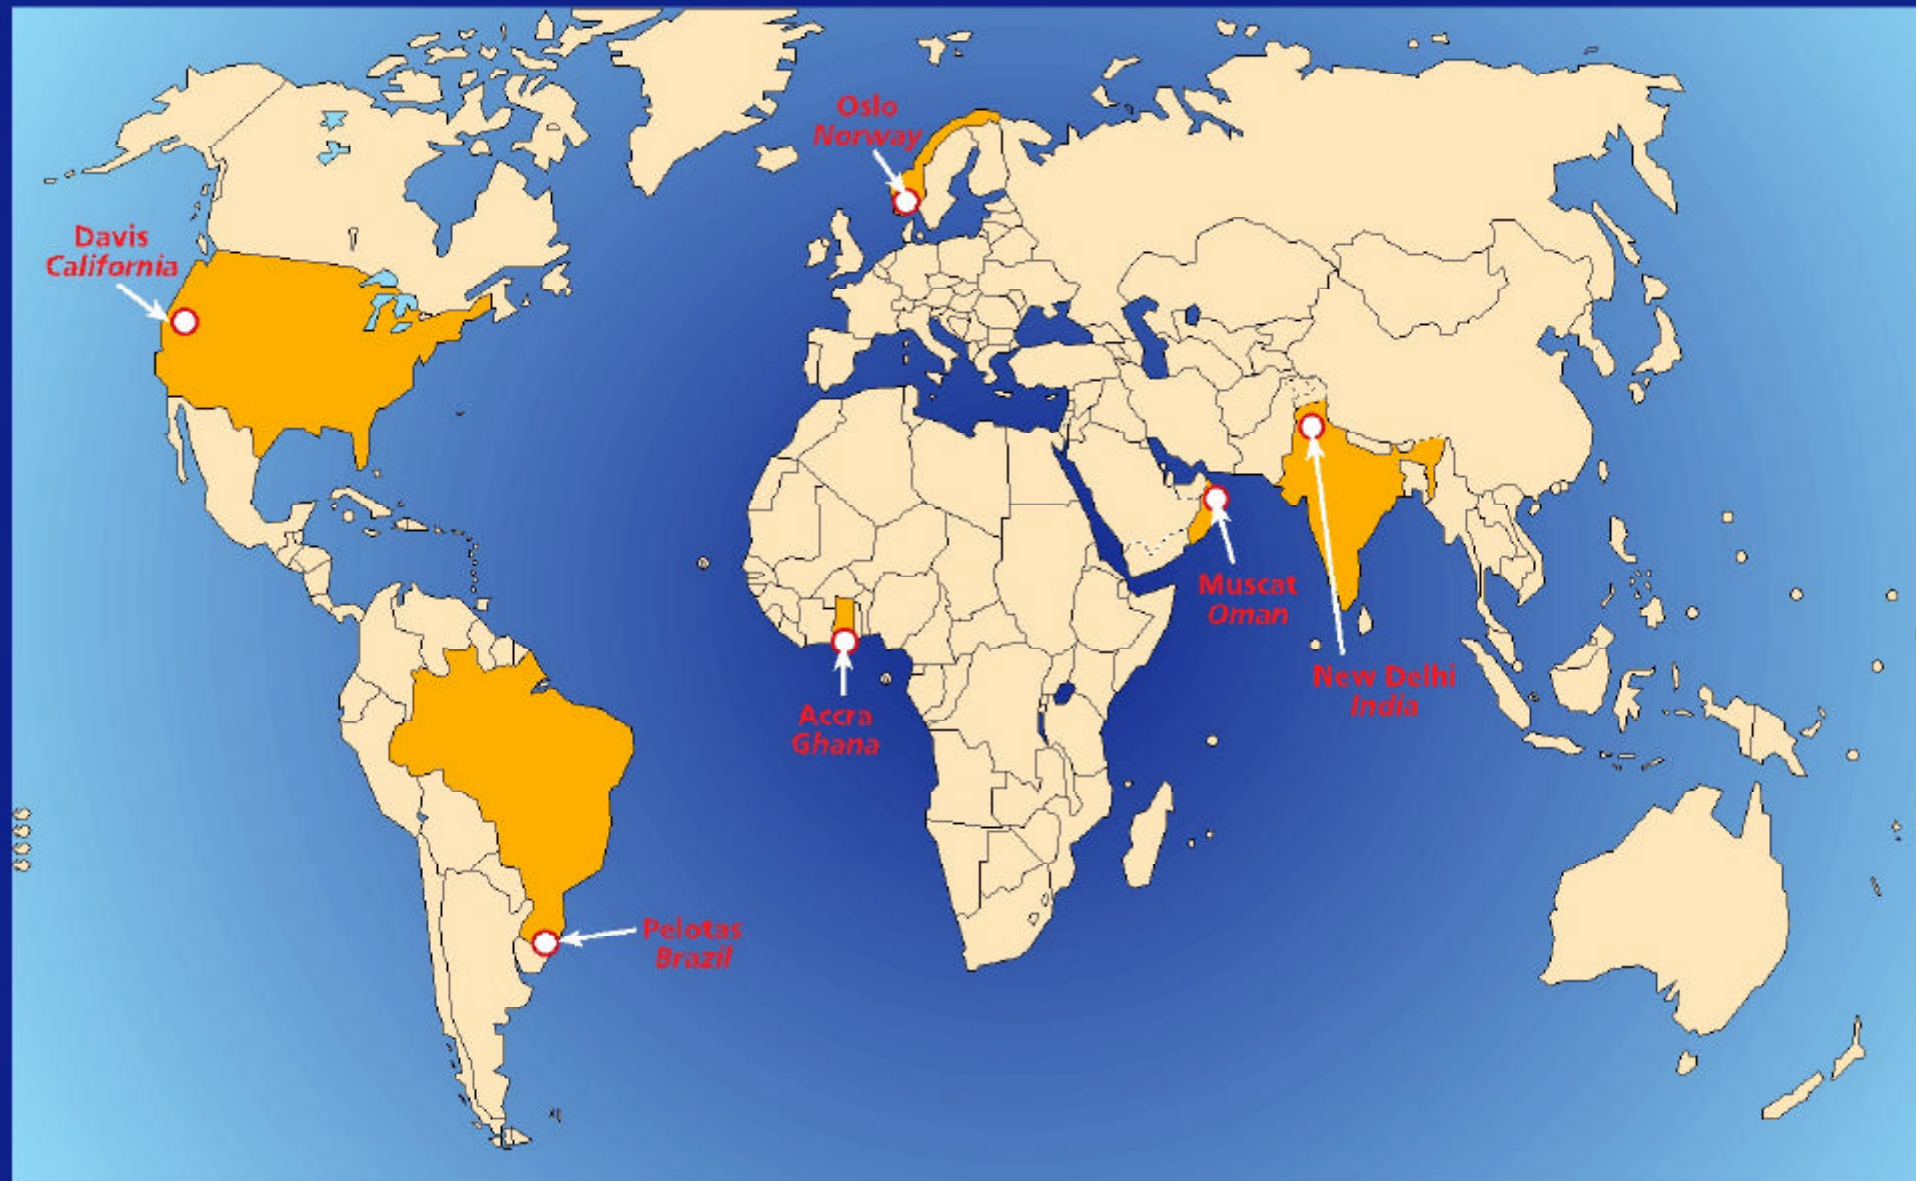 Oslo
Norway
Davis
California
Muscat
Oman
New Delhi
India
Accra
Ghana
Pelotas
Brazil